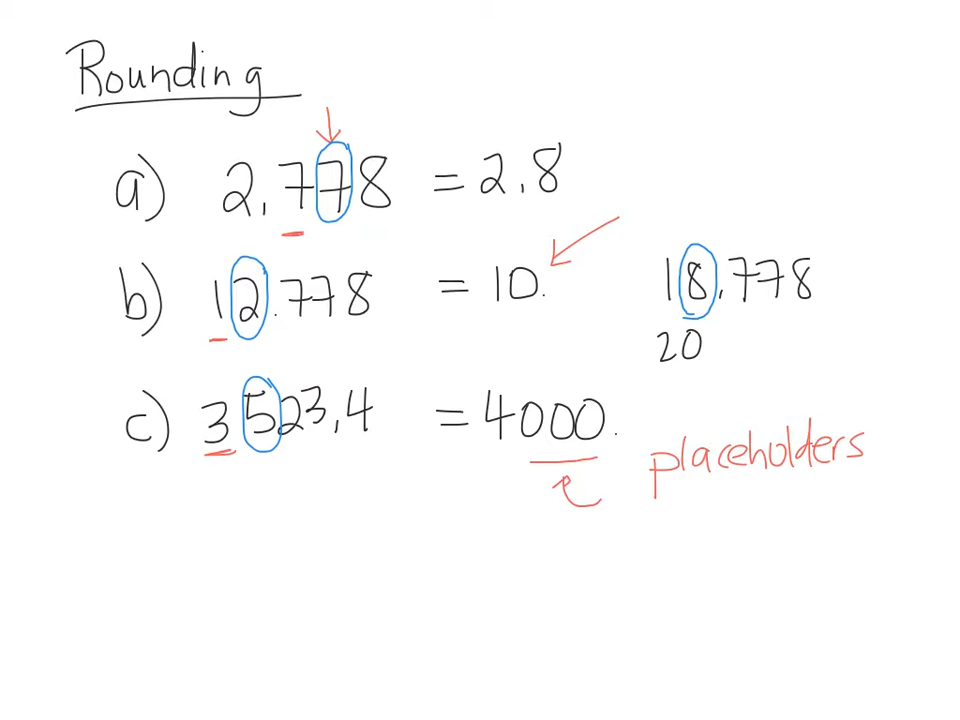 Rounding
a) 2.778 = 2.8
b) 12.778 = 10.
18.778
20
c) 3523.4 = 4000.
placeholders